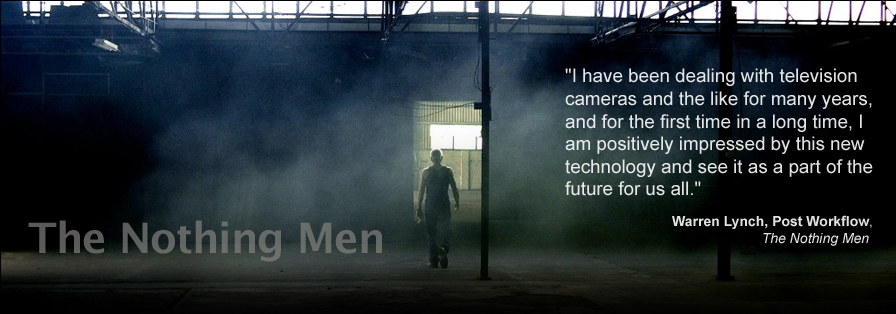 "I have been dealing with television
cameras and the like for many years,
and for the first time in a long time, I
am positively impressed by this new
technology and see it as a part of the
future for us all."
Warren Lynch, Post Workflow,
The Nothing Men
The Nothing Men